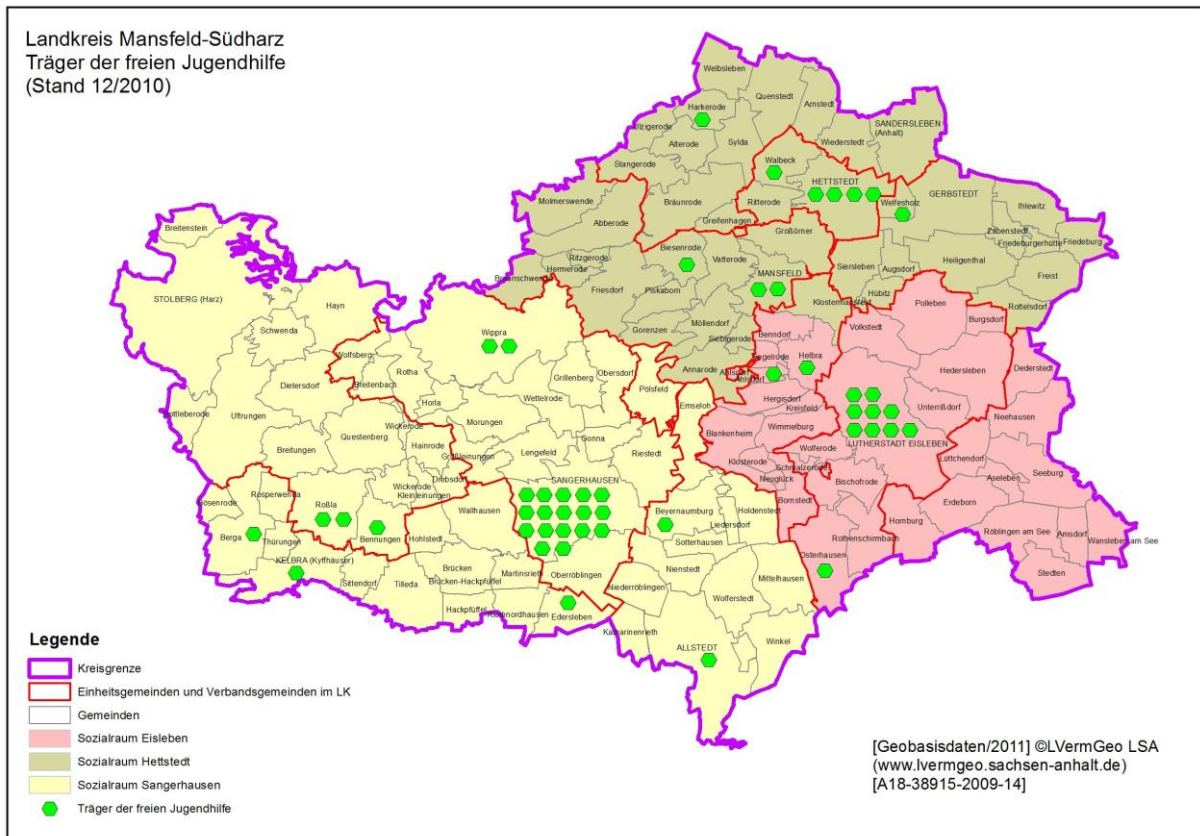 Landkreis Mansfeld-Südharz
Träger der freien Jugendhilfe
(Stand 12/2010)
Welbsleben
Quenstedt
Arnstedt
Harkerode
SANDERSLEBEN
(Anhalt)
Ulzigerode
Alterode
Sylda
Wiederstedt
Stangerode
Walbeck
HETTSTEDT
GERBSTEDT
Molmerswende
Bräunrode
Ritterode
Welfesholz
Ihlewitz
Abberode
Greifenhagen
Großörner
Zabenstedt
Friedeburgerhütte
Friedeburg
Breitenstein
Biesenrode
Vatterode
Ritzgerode
Hermerode
Braunschwende
Siersleben
Augsdorf
Heiligenthal
Freist
Friesdorf
Piskaborn
MANSFELD
Hübitz
Rottelsdorf
STOLBERG (Harz)
Hayn
Klostermansfeld
Polleben
Burgsdorf
Gorenzen
Möllendorf
Siebigerode
Volkstedt
Schwenda
Wippra
Benndorf
Helbra
Hedersleben
Dederstedt
Wolfsberg
Rotha
Breitenbach
Grillenberg
Obersdorf
Annarode
Ahlsdorf
Dietersdorf
Horla
Wettelrode
Pölsfeld
Emseloh
Hergisdorf
Kreisfeld
Unterrißdorf
Neehausen
Uftrungen
Morungen
Gonna
Blankenheim
Wimmelburg
LUTHERSTADT EISLEBEN
Questenberg
Wickerode
Hainrode
Großleinungen
Lengefeld
Riestedt
Wolferode
Lüttchendorf
Breitungen
Drebsdorf
Klosterode
Schmalzerode
Neuglück
Bischofrode
Aseleben
Seeburg
Wickerode
Kleinleinungen
SANGERHAUSEN
Bornstedt
Erdeborn
Rosperwenda
Roßla
Wallhausen
Beyernaumburg
Holdenstedt
Liedersdorf
Hornburg
Röblingen am See
Amsdorf
Wansleben am See
Berga
Thürungen
Bennungen
Hohlstedt
Sotterhausen
Rothenschirmbach
Osterhausen
Stedten
KELBRA (Kyffhäuser)
Sittendorf
Tilleda
Brücken
Brücken-Hackpfüffel
Martinsrieth
Oberröblingen
Nienstedt
Niederröblingen
Mittelhausen
Wolferstedt
Hackpfüffel
Edersleben
Katharinenrieth
Winkel
ALLSTEDT
Legende
Kreisgrenze
Einheitsgemeinden und Verbandsgemeinden im LK
Gemeinden
Sozialraum Eisleben
Sozialraum Hettstedt
Sozialraum Sangerhausen
Träger der freien Jugendhilfe
[Geobasisdaten/2011] ©LVermGeo LSA
(www.lvermgeo.sachsen-anhalt.de)
[A18-38915-2009-14]